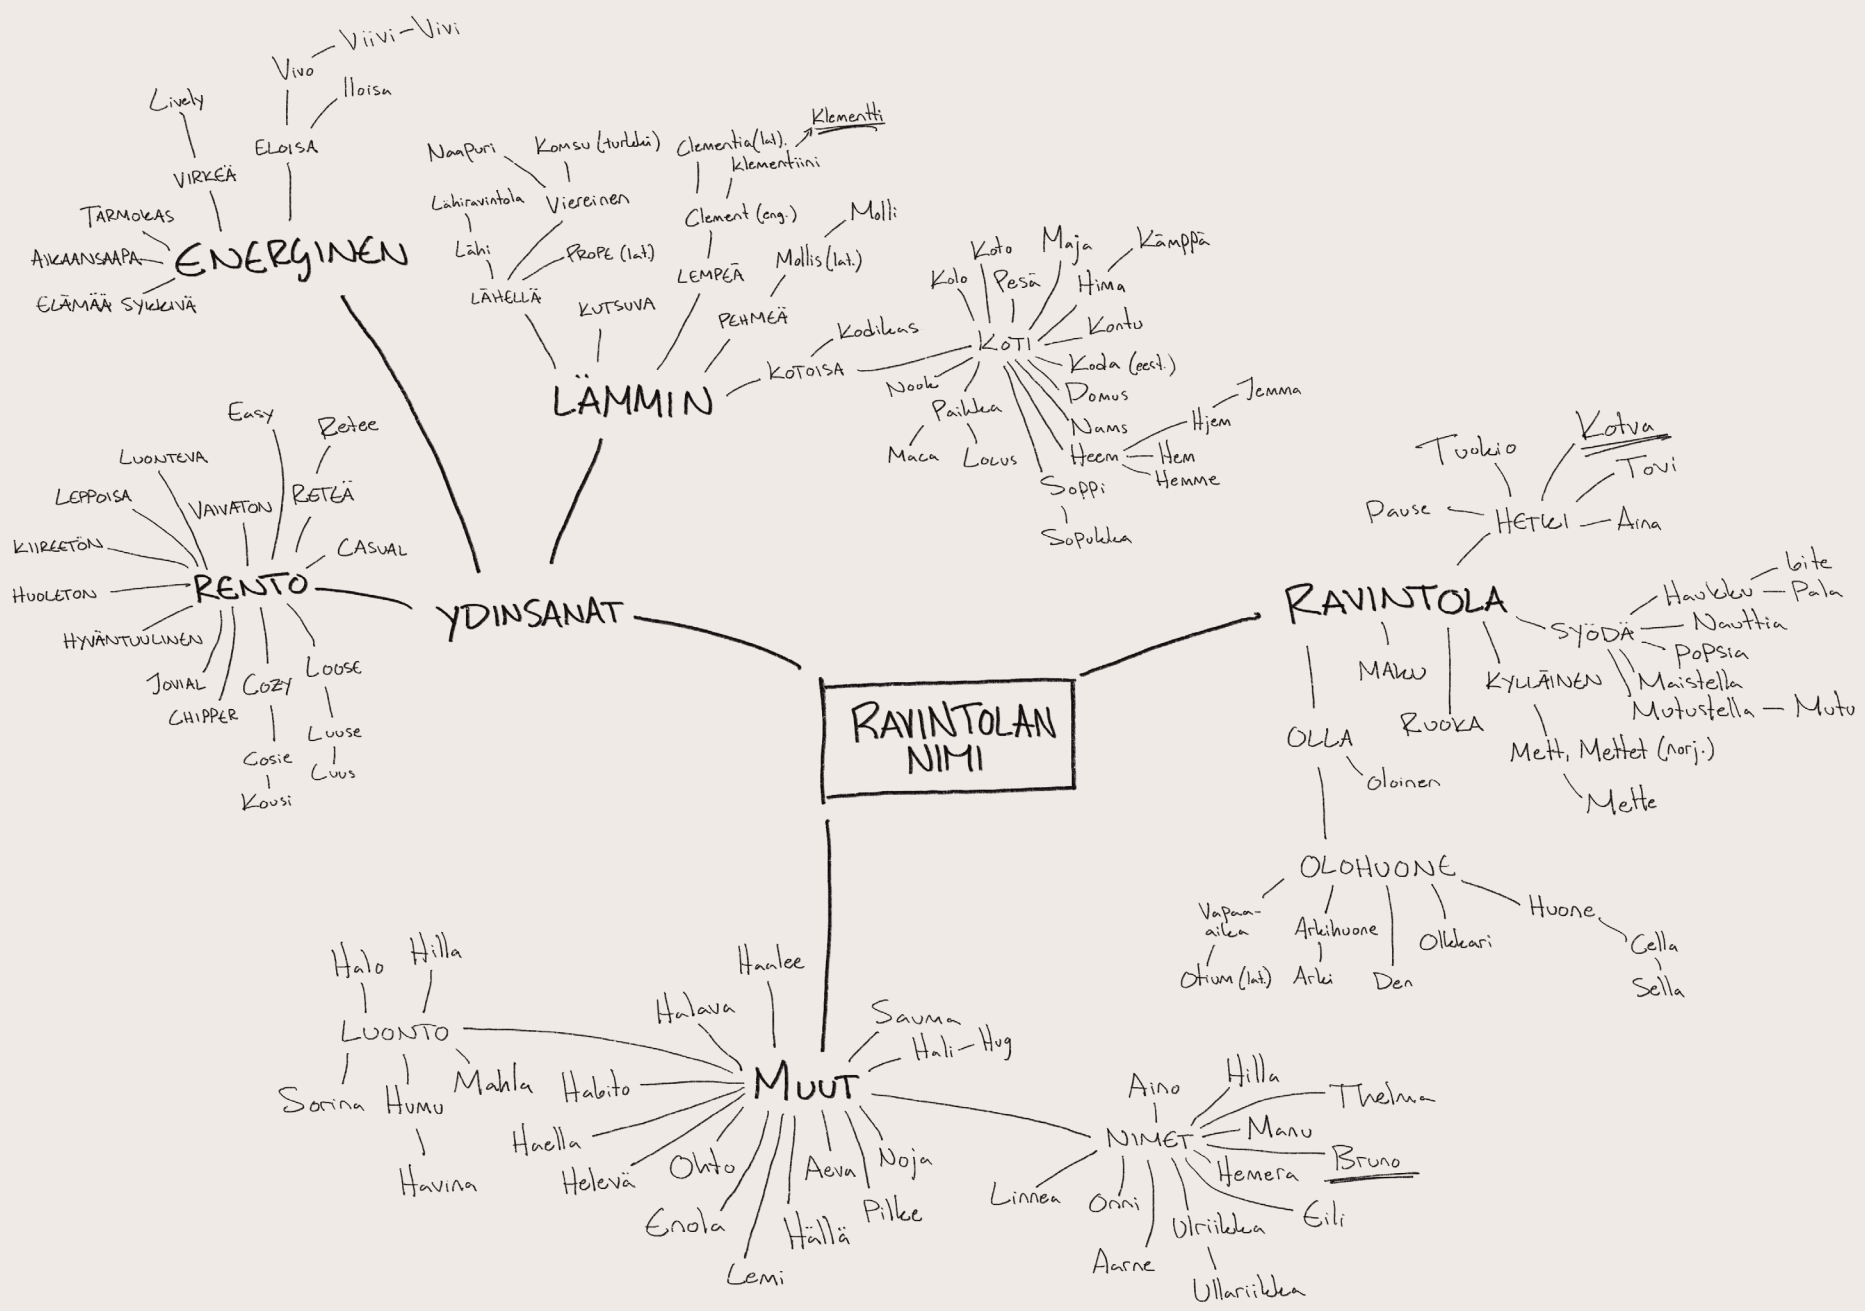 Viivi-Vivi
Vivo
Iloisa
Lively
ELOISA
VIRKEÄ
TARMOKAS
AIKAANSAAPA
ELÄMÄÄ SYKKIVÄ
ENERGINEN
Klementti
Naapuri
Komsu (turkki)
Clementia (lat).
Klementiini
Lähiravintola
Viereinen
Clement (eng.)
Molli
Lähi
PROPE (lat.)
LEMPEÄ
Mollis (lat.)
LÄHELLÄ
KUTSUVA
PEHMEÄ
Kodikas
KOTOISA
LÄMMIN
Koto
Maja
Kämppä
Kolo
Pesä
Hima
KOTI
Kontu
Koda (eest.)
Nook
Domus
Paikka
Nams
Hjem
Jemma
Maca
Locus
Heem
Hem
Hemme
Soppi
Sopukka
Easy
Retee
LUONTEVA
LEPPOISA
VAIVATON
RETEÄ
KIIREETÖN
CASUAL
HUOLETON
RENTO
HYVÄNTUULINEN
JOVIAL
COZY
LOOSE
CHIPPER
Luuse
Cosie
Luus
Kousi
YDINSANAT
RAVINTOLAN
NIMI
Kotva
Tuokio
Tovi
Pause
HETKI
Aina
RAVINTOLA
bite
Haukku
Pala
SYÖDÄ
Nauttia
POPSIA
MAKU
KYLLÄINEN
Maistella
Mutustella
Mutu
RUOKA
OLLA
Mett, Mettet (norj.)
Oloinen
Mette
OLOHUONE
Vapaa-
aika
Arkihuone
Olkkari
Huone
Cella
Otium (lat.)
Arki
Den
Sella
Halo
Hilla
LUONTO
Sorina
Humu
Mahla
Havina
Haalee
Halava
Sauma
Hali
Hug
MUUT
Habito
Haella
Helevä
Ohto
Aeva
Noja
Enola
Hällä
Pilke
Lemi
Aino
Hilla
Thelma
NIMET
Manu
Bruno
Hemera
Linnea
Onni
Ulriikka
Eili
Aarne
Ullariikka